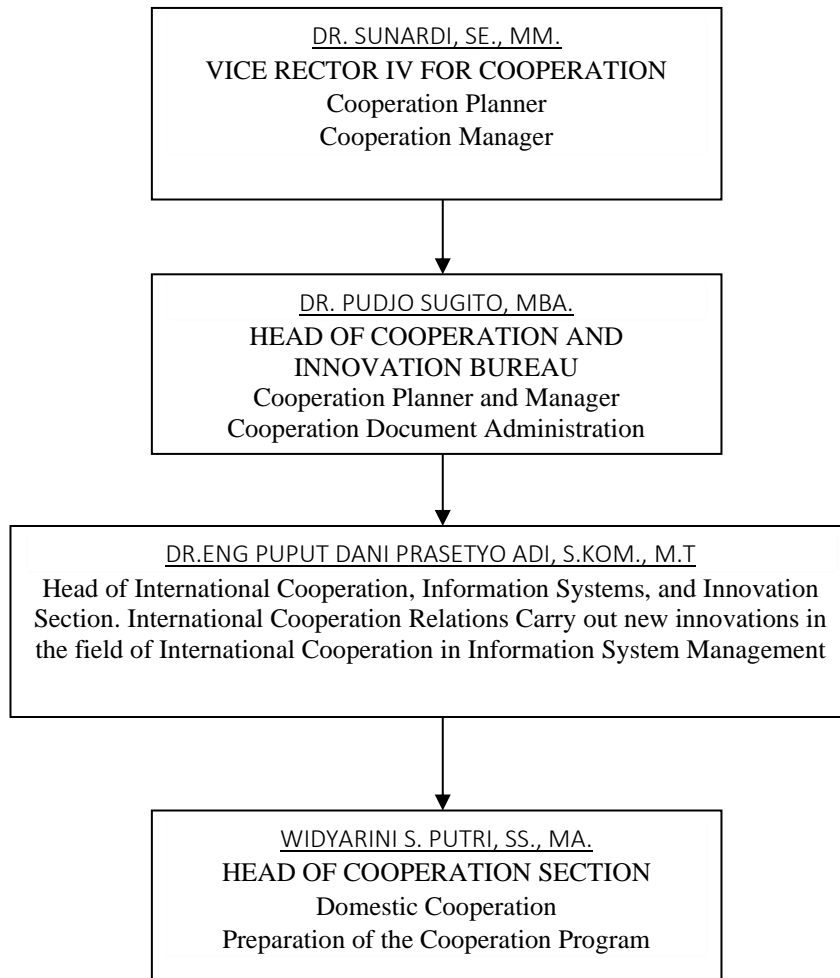 DR. SUNARDI, SE., MM.
VICE RECTOR IV FOR COOPERATION
Cooperation Planner
Cooperation Manager
DR. PUDJO SUGITO, MBA.
HEAD OF COOPERATION AND
INNOVATION BUREAU
Cooperation Planner and Manager
Cooperation Document Administration
DR.ENG PUPUT DANI PRASETYO ADI, S.KOM., M.T
Head of International Cooperation, Information Systems, and Innovation
Section. International Cooperation Relations Carry out new innovations in
the field of International Cooperation in Information System Management
WIDYARINI S. PUTRI, SS., MA.
HEAD OF COOPERATION SECTION
Domestic Cooperation
Preparation of the Cooperation Program